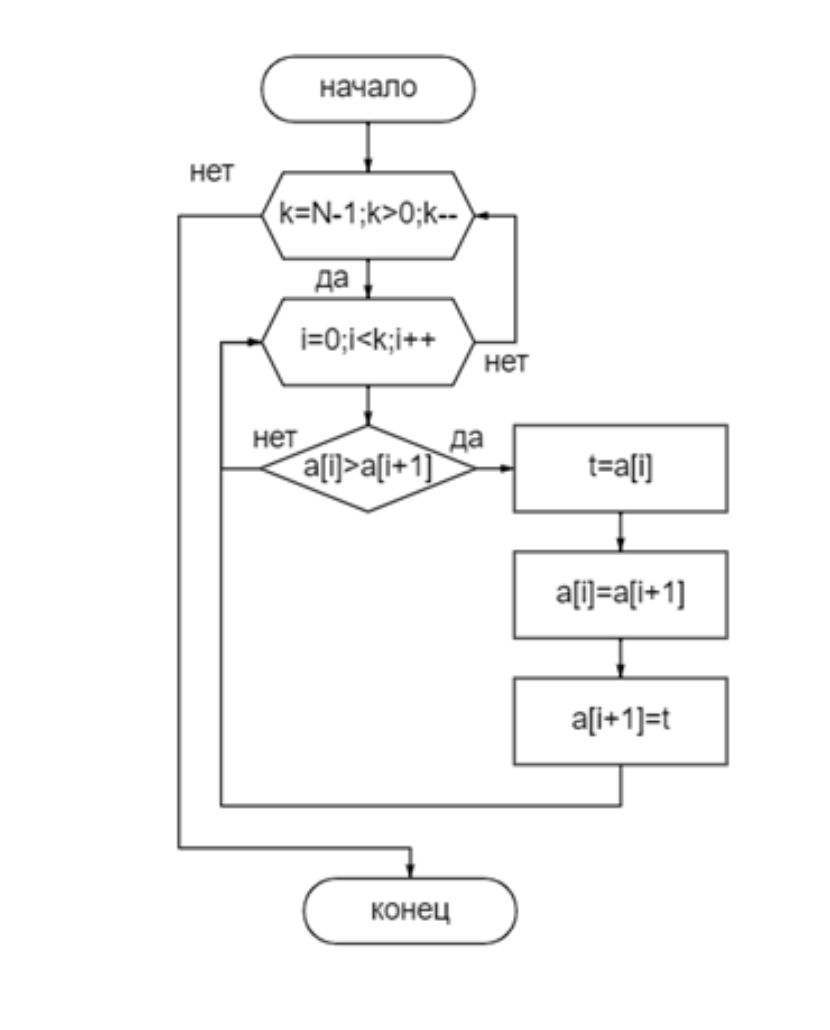 начало
нет
k=N-1;k>0;k--
да
i=0;i<k;i++
нет
нет
да
a[i]>a[i+1]
t=a[i]
a[i]=a[i+1]
a[i+1]=t
конец